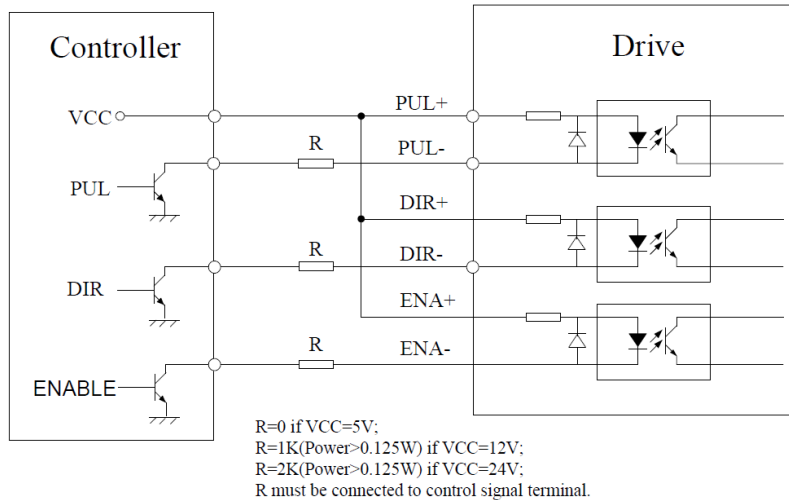 Controller
Drive
VCC
PUL+
R
PUL-
PUL
DIR+
R
DIR-
DIR
ENA+
R
ENA-
ENABLE
R=0 if VCC=5V;
R=1K(Power>0.125W) if VCC=12V;
R=2K(Power>0.125W) if VCC=24V;
R must be connected to control signal terminal.